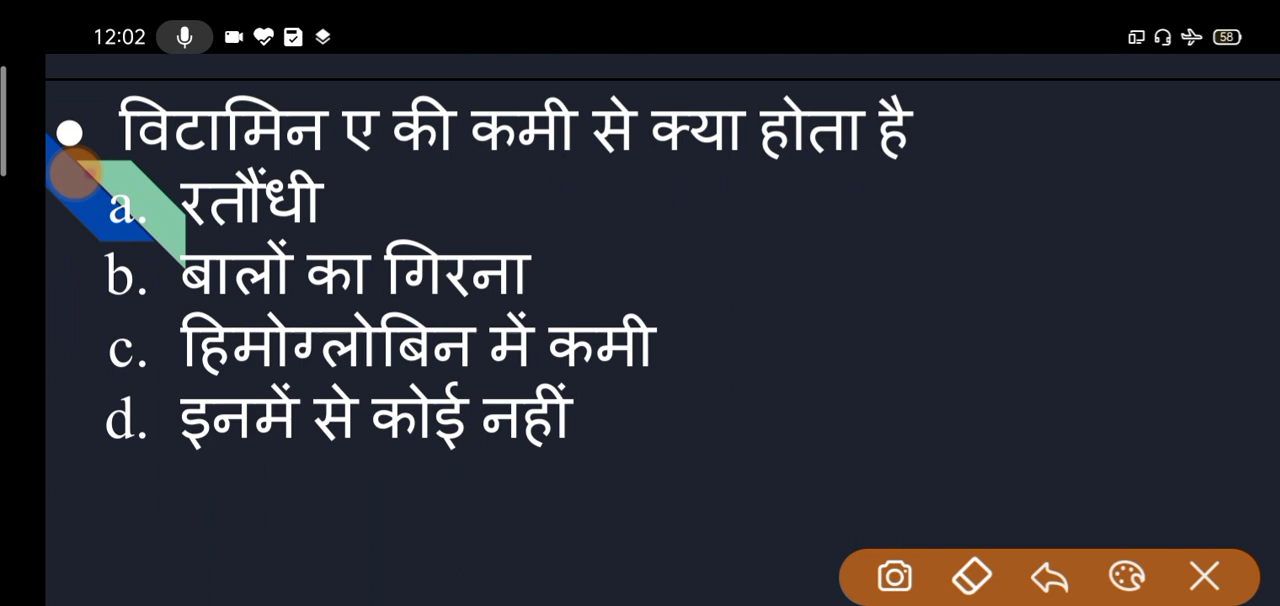 12:02
58
विटामिन ए की कमी से क्या होता है
a. रतौंधी
b. बालों का गिरना
c. हिमोग्लोबिन में कमी
d. इनमें से कोई नहीं